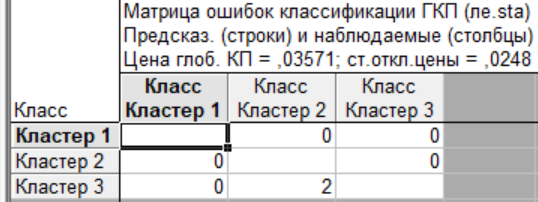 Матрица ошибок классификации ГКП (ле.sta)
Предсказ. (строки) и наблюдаемые (столбцы)
Цена глоб. КП = ,03571; ст.откл.цены = ,0248
Класс Класс Класс
Класс Кластер 1 Кластер 2 Кластер 3
Кластер 1 0 0
Кластер 2 0 0
Кластер 3 0 2